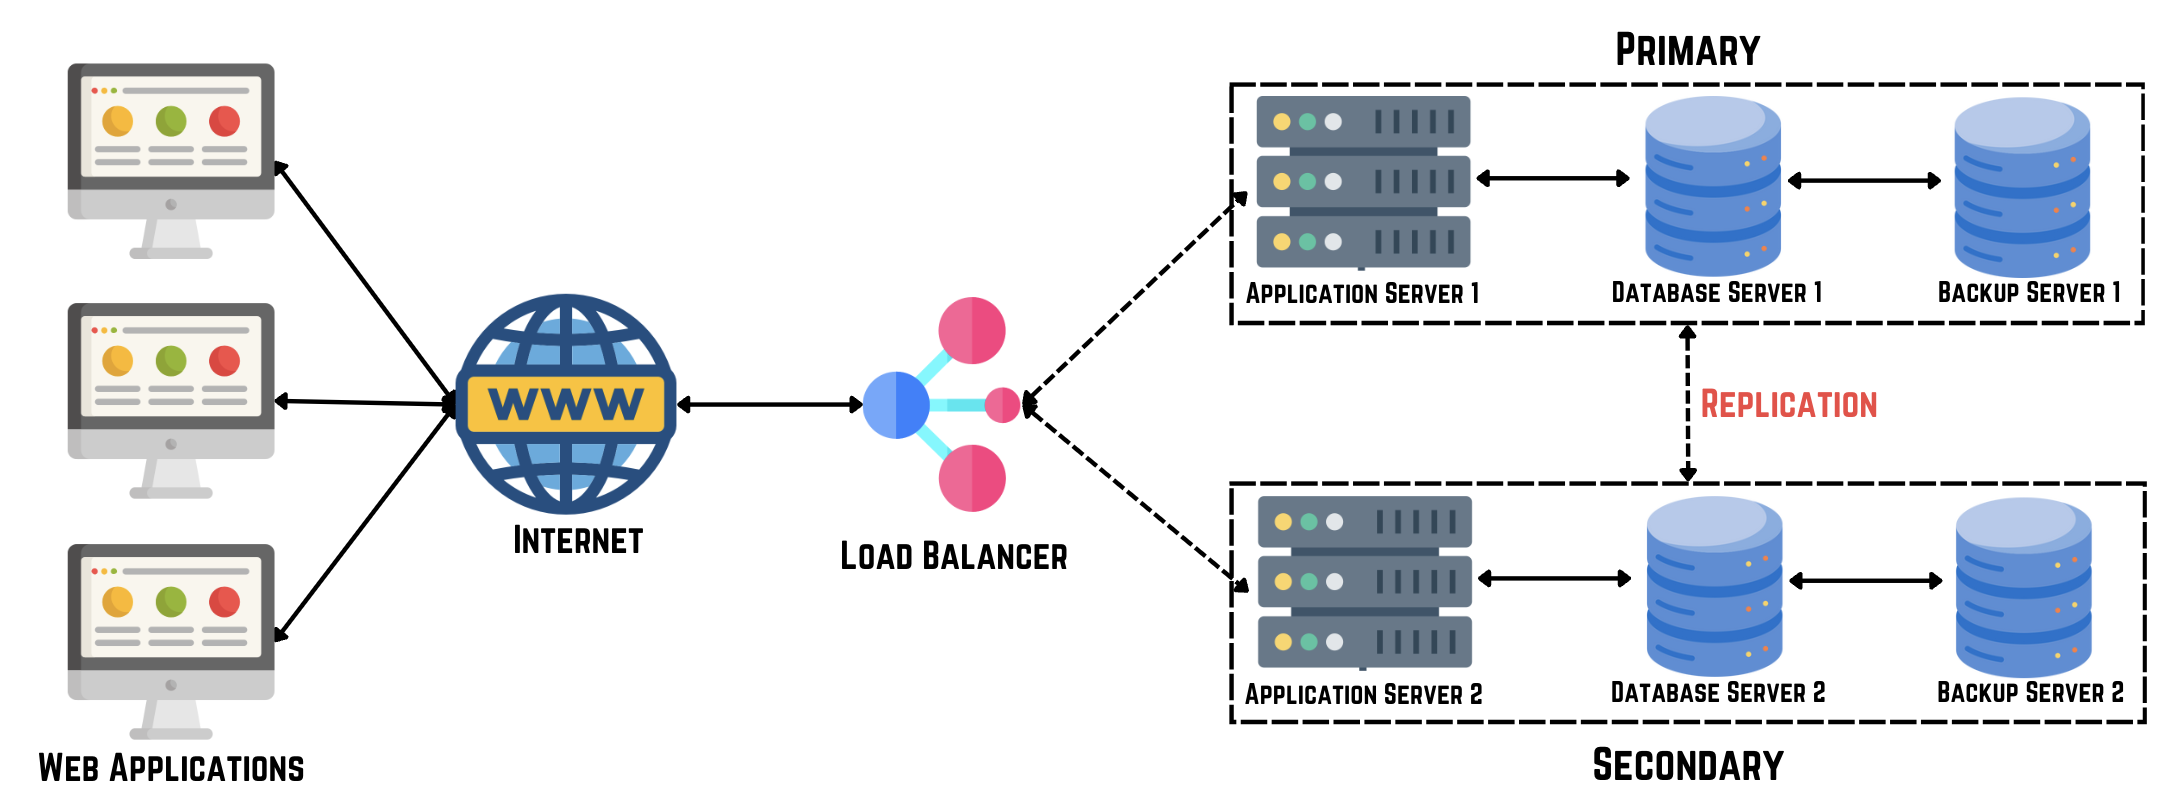 PRIMARY
APPLICATION SERVER 1
DATABASE SERVER 1
BACKUP SERVER 1
WWW
INTERNET
LOAD BALANCER
REPLICATION
APPLICATION SERVER 2
DATABASE SERVER 2
BACKUP SERVER 2
WEB APPLICATIONS
SECONDARY